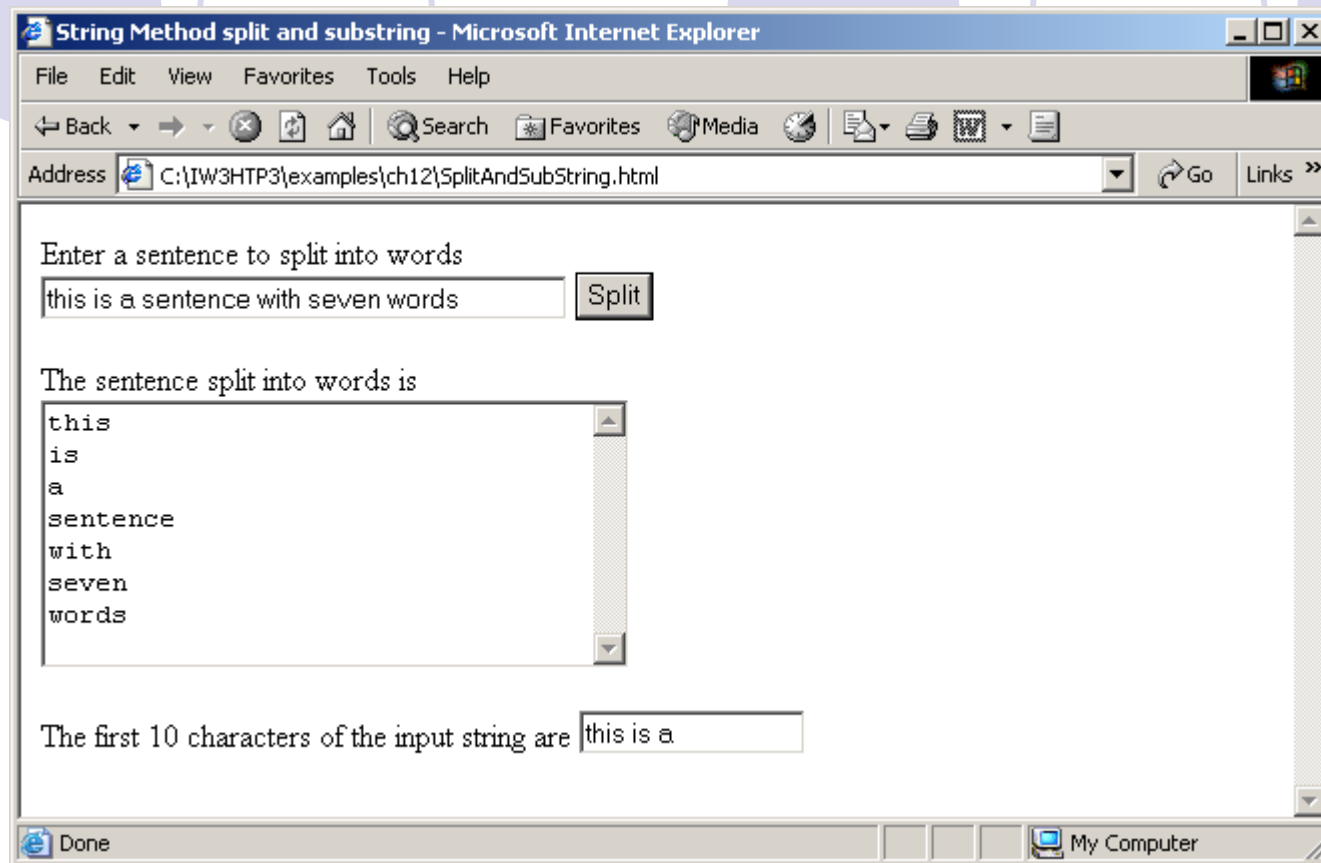 String Method split and substring - Microsoft Internet Explorer
File Edit View Favorites Tools Help
Back Search Favorites Media W
Address C:\IW3HTP3\examples\ch12\SplitAndSubString.html Go Links »
Enter a sentence to split into words
this is a sentence with seven words Split
The sentence split into words is
this
is
a
sentence
with
seven
words
The first 10 characters of the input string are this is a
Done My Computer